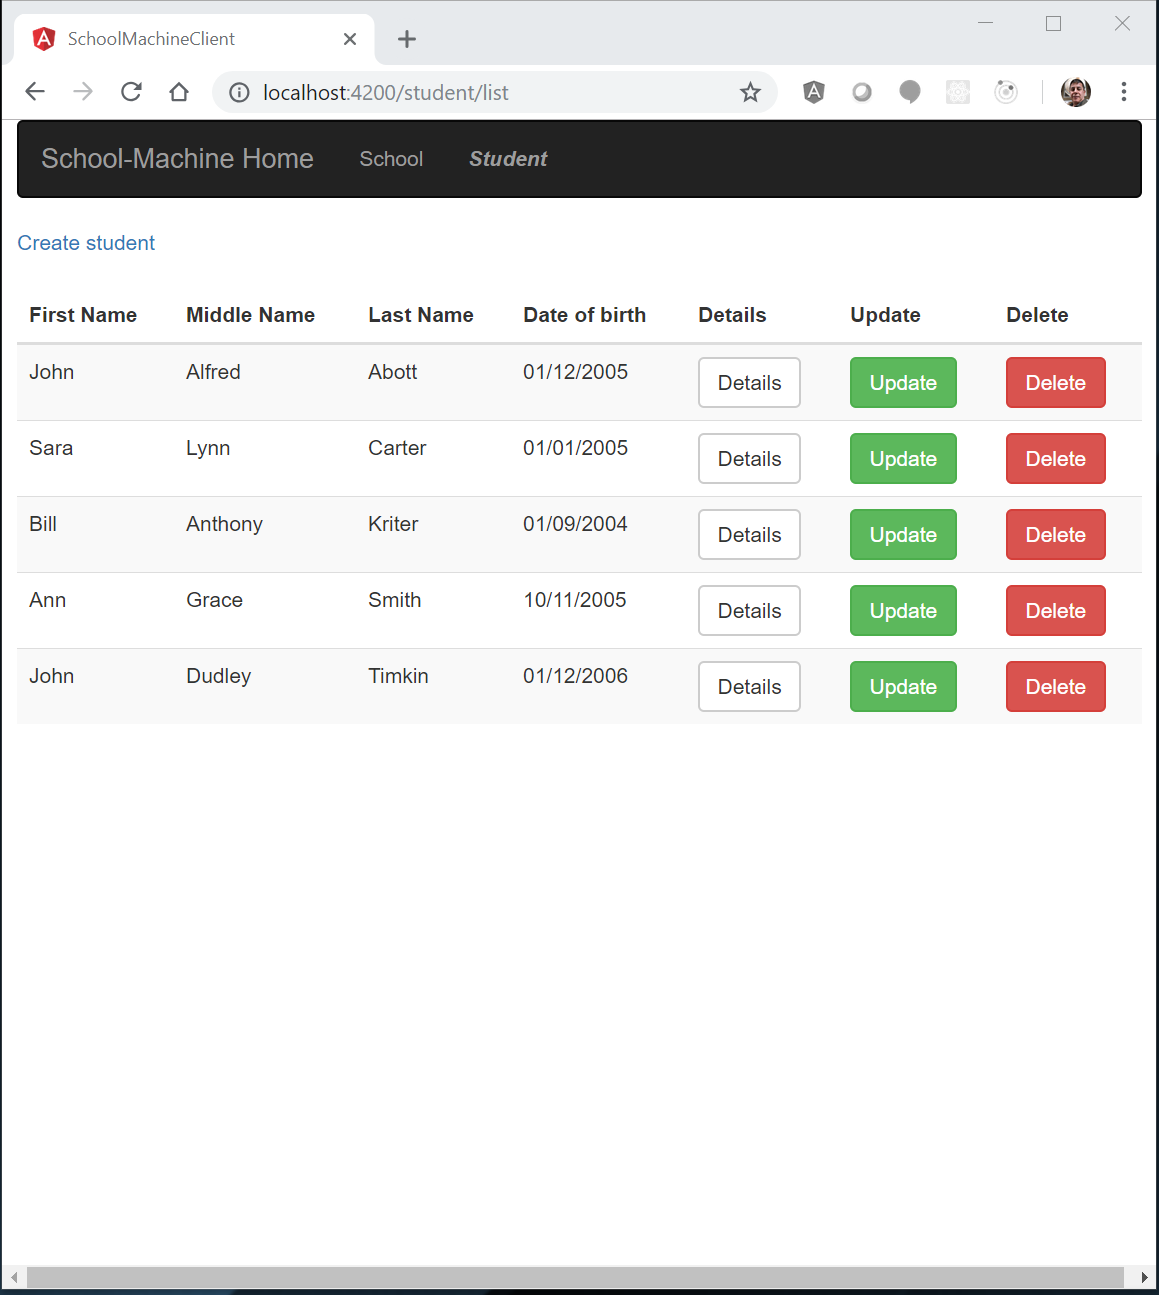 SchoolMachineClient
localhost:4200/student/list
School-Machine Home School Student
Create student
First Name Middle Name Last Name Date of birth Details Update Delete
John Alfred Abott 01/12/2005 Details Update Delete
Sara Lynn Carter 01/01/2005 Details Update Delete
Bill Anthony Kriter 01/09/2004 Details Update Delete
Ann Grace Smith 10/11/2005 Details Update Delete
John Dudley Timkin 01/12/2006 Details Update Delete